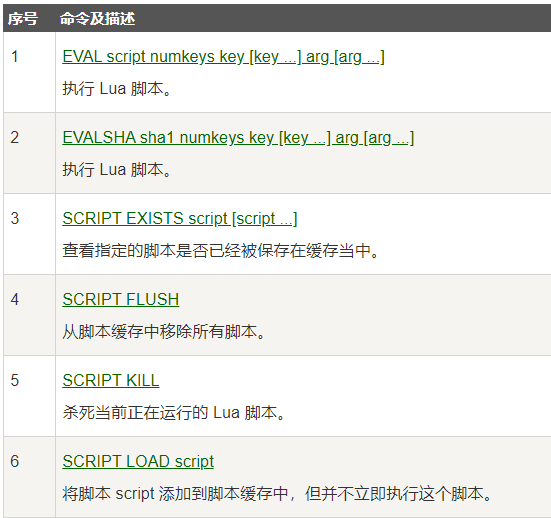 序号 命令及描述
1 EVAL script numkeys key [key ...] arg [arg ...]
执行 Lua 脚本。
2 EVALSHA sha1 numkeys key [key ...] arg [arg ...]
执行 Lua 脚本。
3 SCRIPT EXISTS script [script ...]
查看指定的脚本是否已经被保存在缓存当中。
4 SCRIPT FLUSH
从脚本缓存中移除所有脚本。
5 SCRIPT KILL
杀死当前正在运行的 Lua 脚本。
6 SCRIPT LOAD script
将脚本 script 添加到脚本缓存中，但并不立即执行这个脚本。